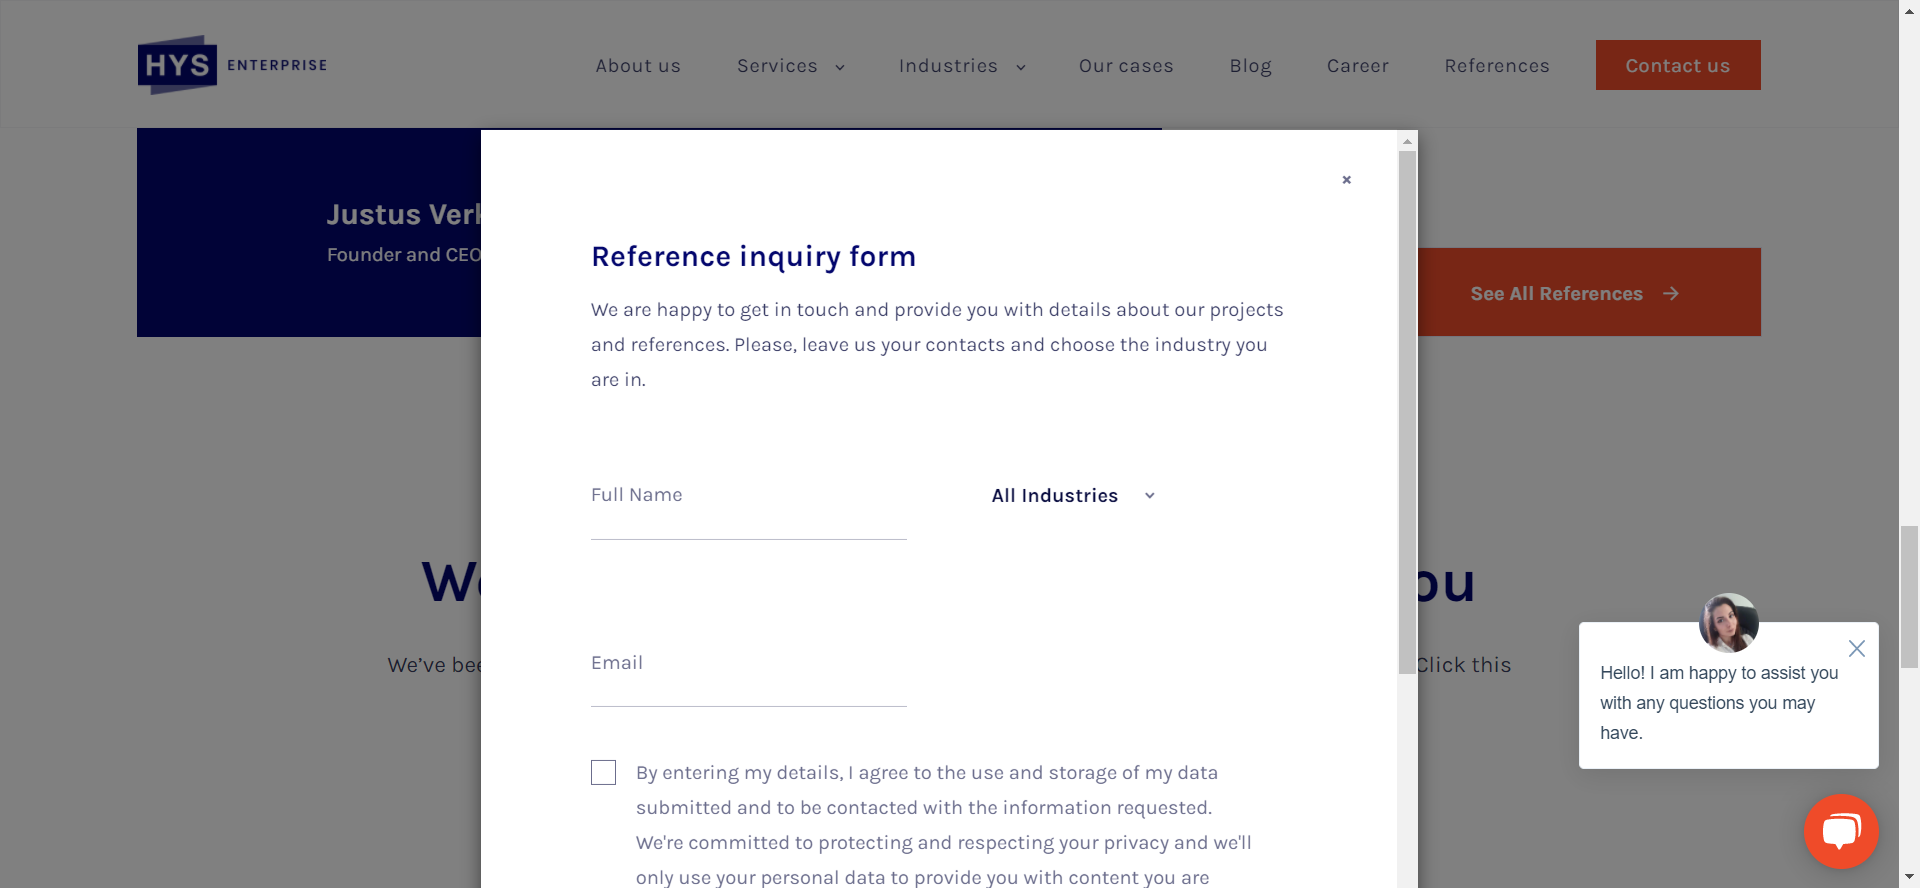 HYS ENTERPRISE
About us Services Industries Our cases Blog Career References Contact us
Justus
Founder and CEO
See All References
Reference inquiry form
We are happy to get in touch and provide you with details about our projects
and references. Please, leave us your contacts and choose the industry you
are in.
Full Name
All Industries
Email
By entering my details, I agree to the use and storage of my data
submitted and to be contacted with the information requested.
We're committed to protecting and respecting your privacy and we'll
only use your personal data to provide you with content you are
We've
Click this
Hello! I am happy to assist you
with any questions you may
have.